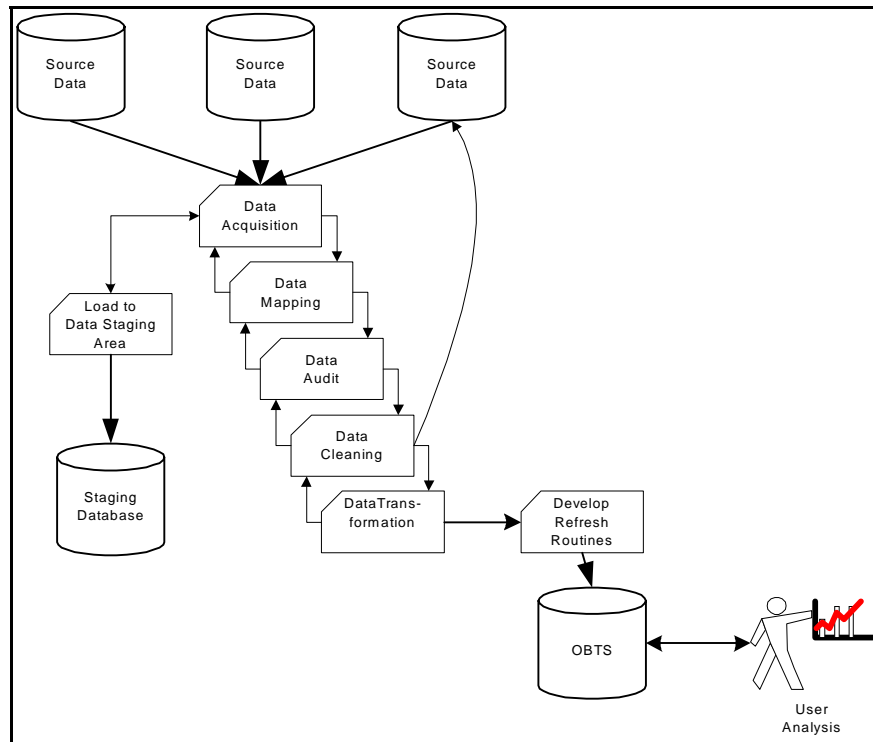 Source
Data
Source
Data
Source
Data
Data
Acquisition
Data
Mapping
Load to
Data Staging
Area
Data
Audit
Data
Cleaning
Staging
Database
DataTrans-
formation
Develop
Refresh
Routines
OBTS
User
Analysis